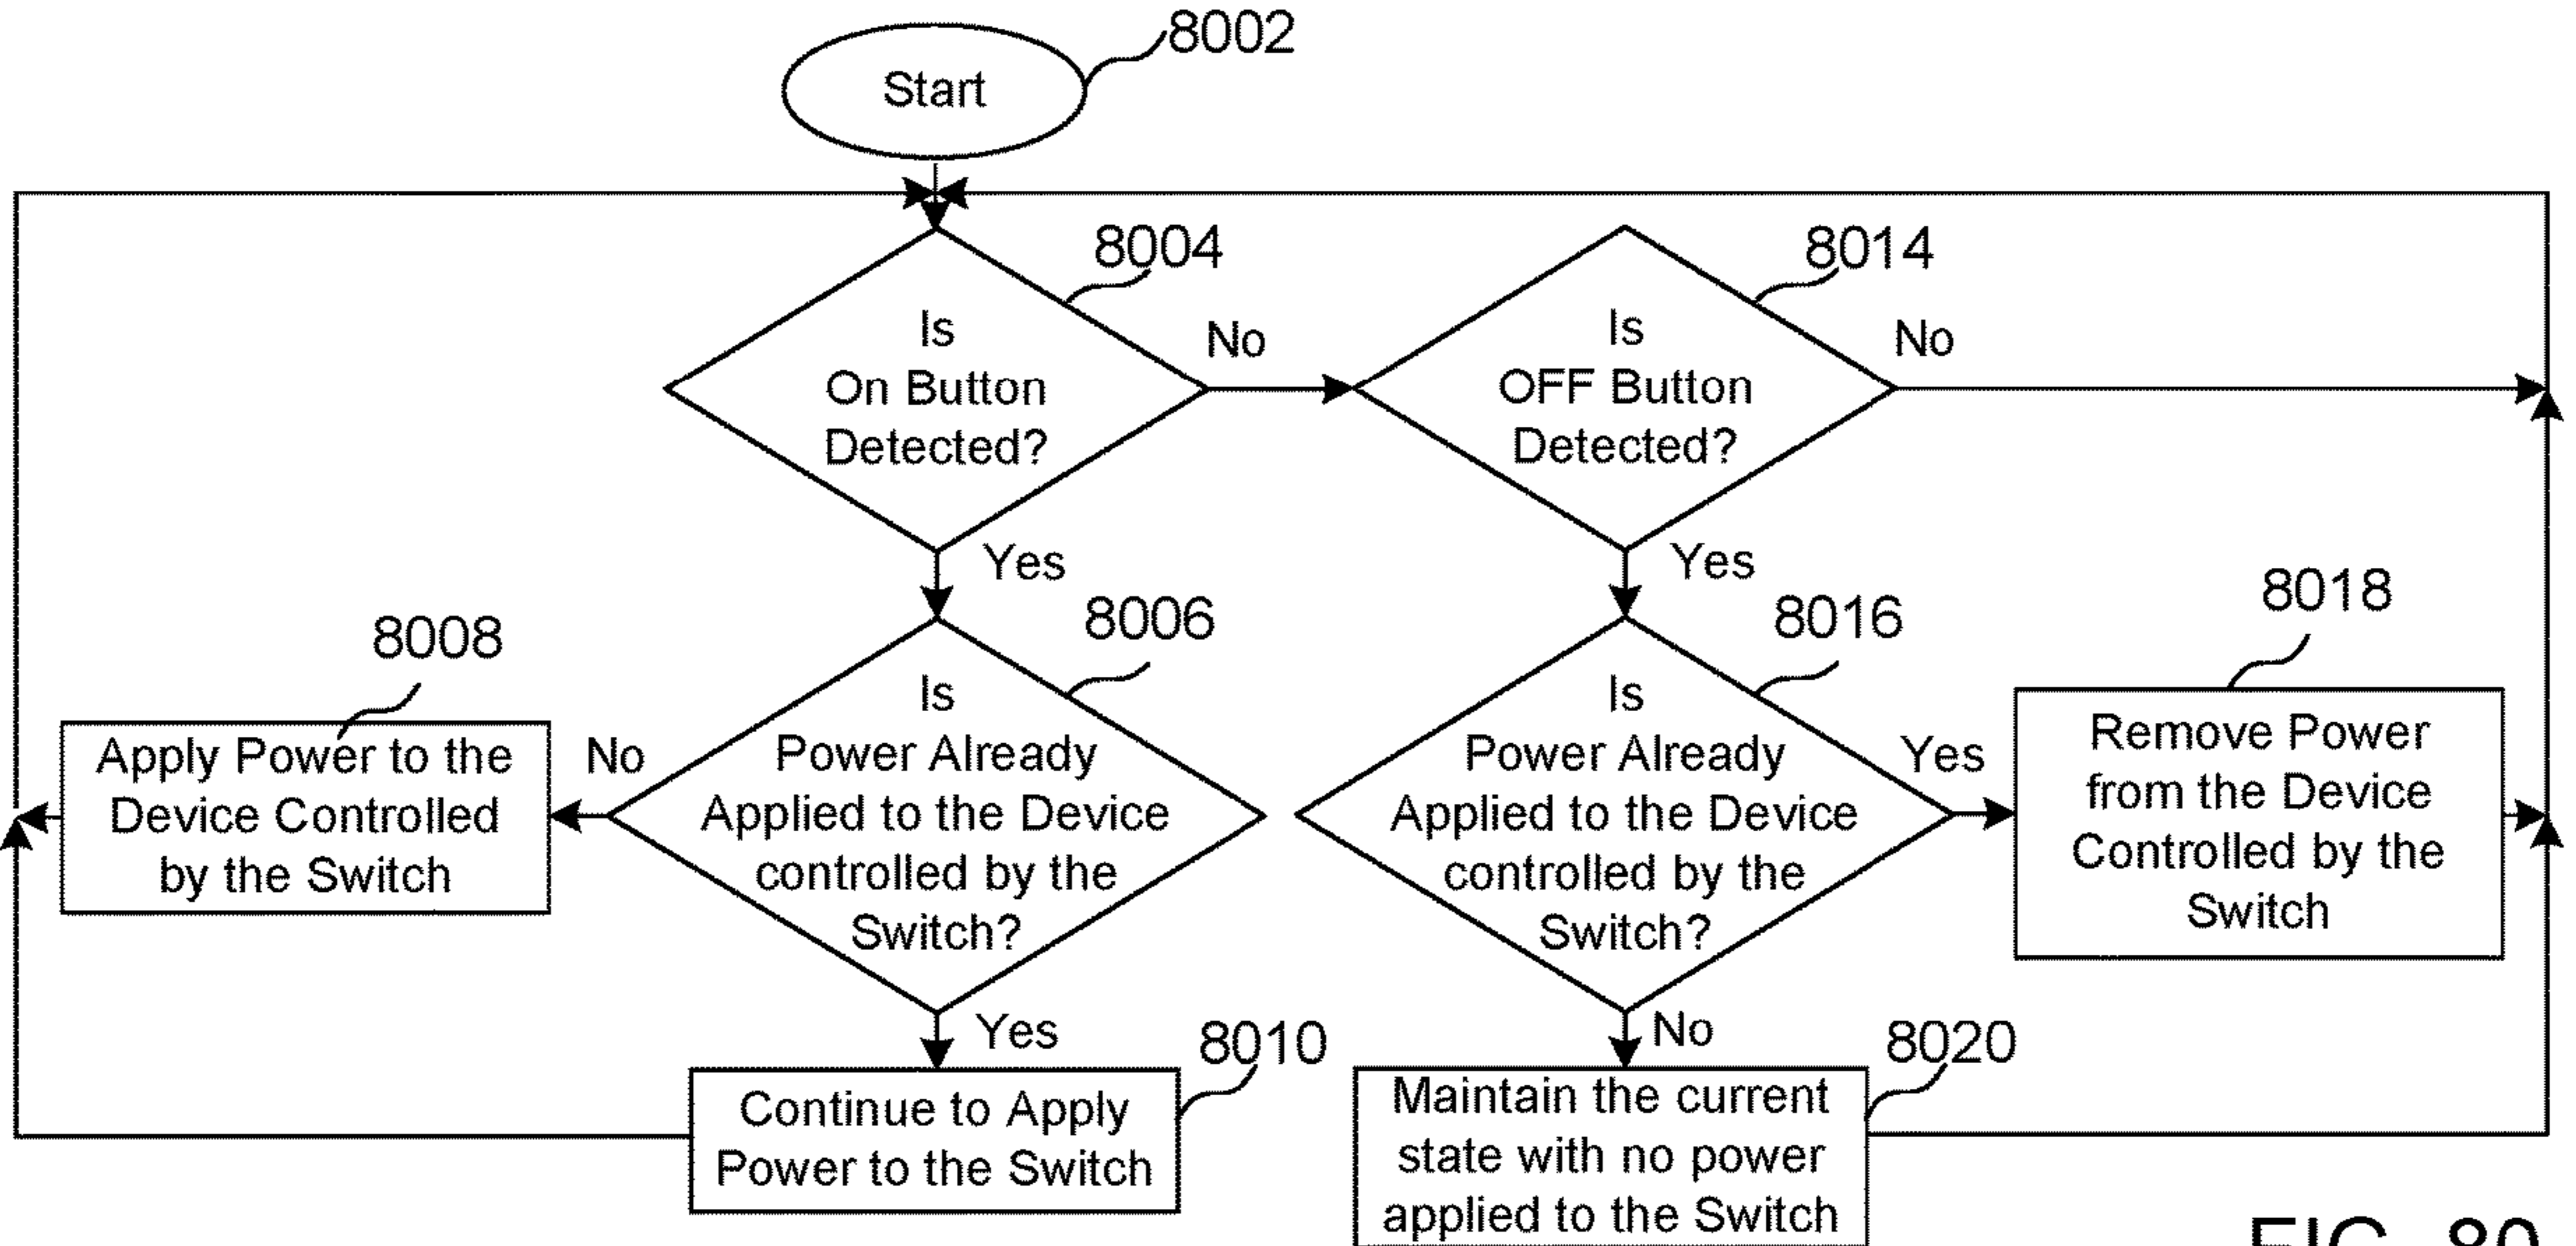 8002
Start
8004
Is
On Button
Detected?
No
8014
Is
OFF Button
Detected?
No
Yes
Yes
8008
Apply Power to the
Device Controlled
by the Switch
No
8006
Is
Power Already
Applied to the Device
controlled by the
Switch?
8016
Is
Power Already
Applied to the Device
controlled by the
Switch?
Yes
8018
Remove Power
from the Device
Controlled by the
Switch
Yes
8010
Continue to Apply
Power to the Switch
No
8020
Maintain the current
state with no power
applied to the Switch
FIG. 80